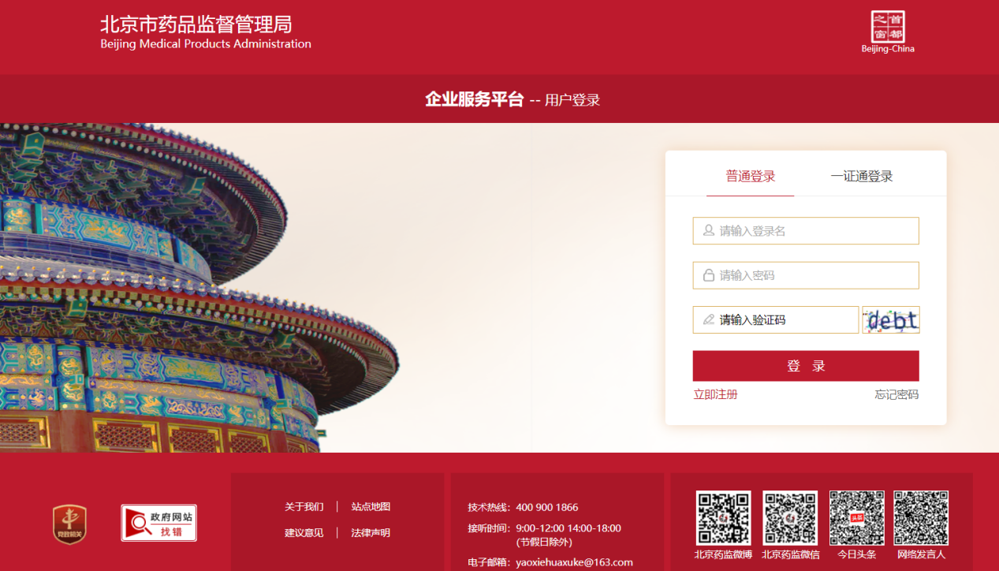 北京市药品监督管理局
Beijing Medical Products Administration
首都之窗
Beijing-China
企业服务平台 -- 用户登录
普通登录 一证通登录
请输入登录名
请输入密码
请输入验证码 debt
登 录
立即注册 忘记密码
党政机关
政府网站
找错
关于我们 | 站点地图
建议意见 | 法律声明
技术热线：400 900 1866
接听时间：9:00-12:00 14:00-18:00
(节假日除外)
电子邮箱：yaoxiehuaxuke@163.com
头条
北京药监微博 北京药监微信 今日头条 网络发言人